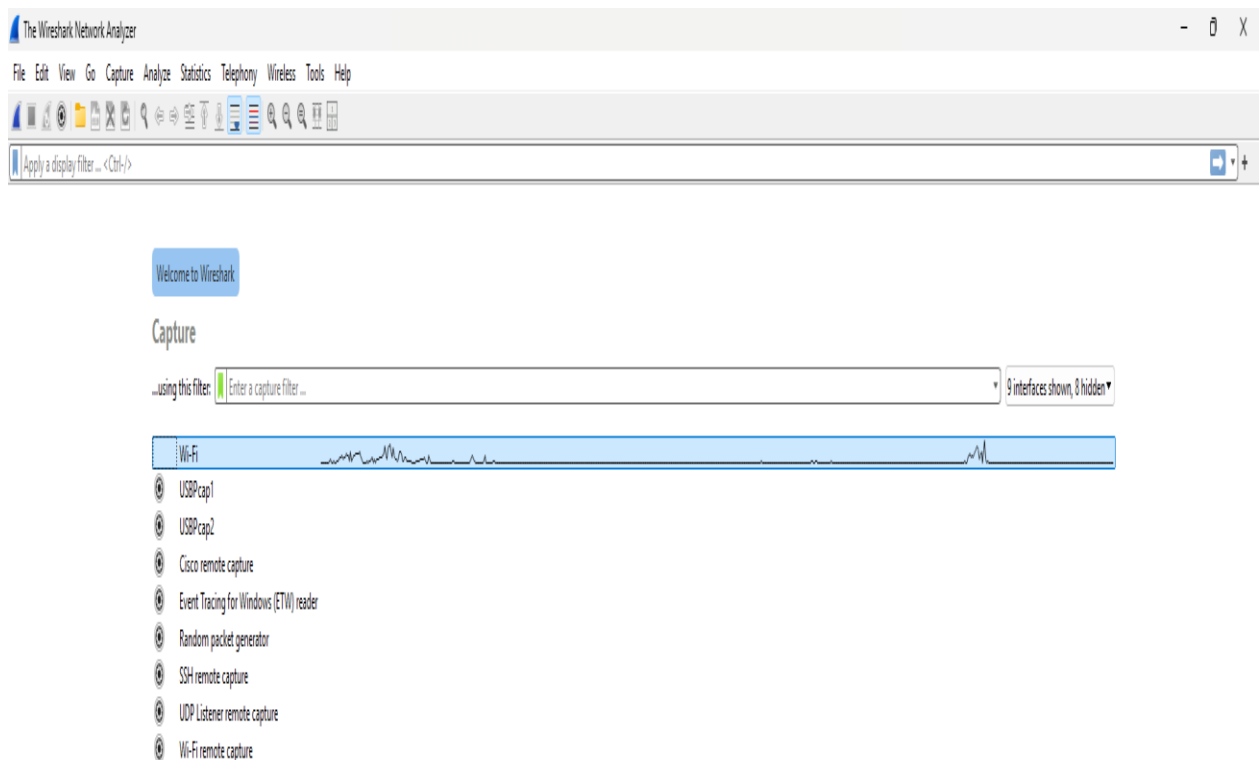 The Wireshark Network Analyzer
File Edit View Go Capture Analyze Statistics Telephony Wireless Tools Help
Apply a display filter ... <Ctrl-/>
Welcome to Wireshark
Capture
...using this filter: Enter a capture filter ... 9 interfaces shown, 8 hidden
Wi-Fi
USBPcap1
USBPcap2
Cisco remote capture
Event Tracing for Windows (ETW) reader
Random packet generator
SSH remote capture
UDP Listener remote capture
Wi-Fi remote capture